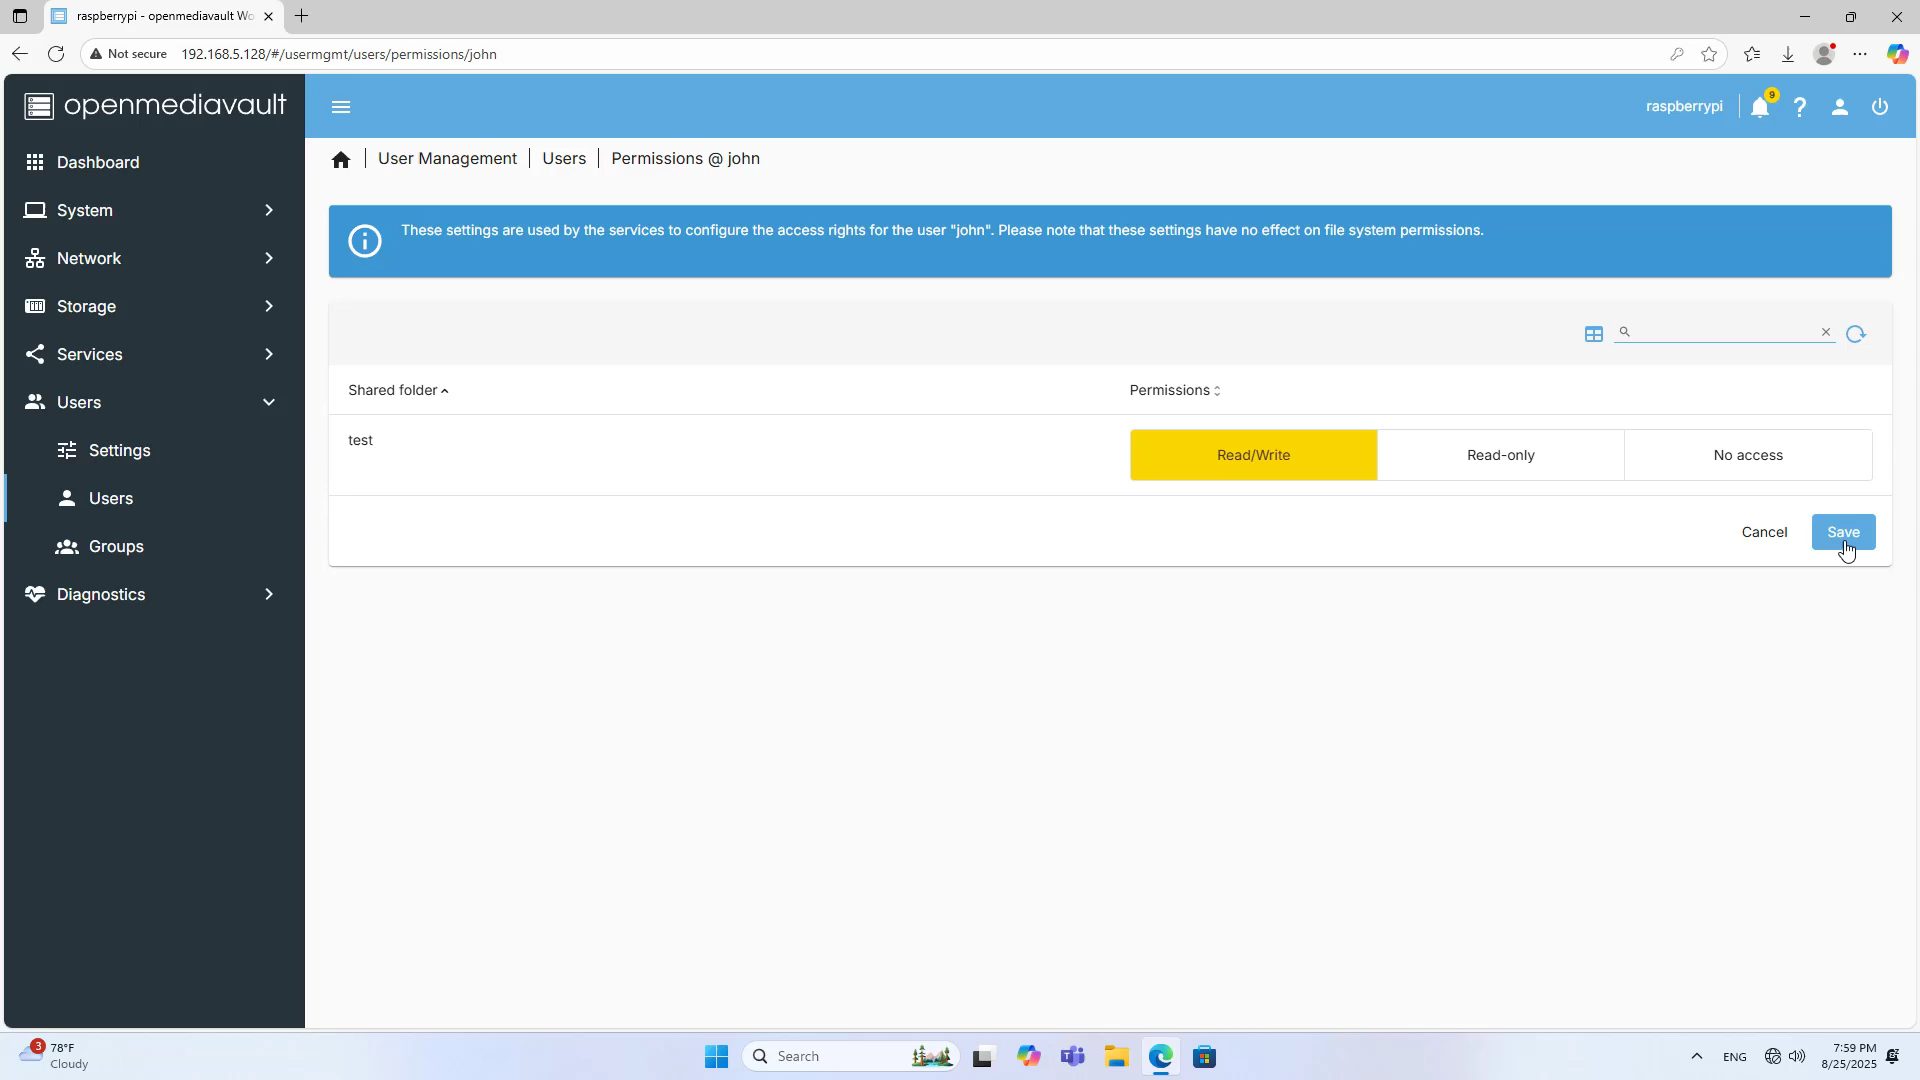 raspberrypi - openmediavault Wo
Not secure
192.168.5.128/#/usermgmt/users/permissions/john
openmediavault
raspberrypi
9
Dashboard
System
Network
Storage
Services
Users
Settings
Users
Groups
Diagnostics
User Management
Users
Permissions @ john
These settings are used by the services to configure the access rights for the user "john". Please note that these settings have no effect on file system permissions.
Shared folder
Permissions
test
Read/Write
Read-only
No access
Cancel
Save
3
78°F
Cloudy
Search
ENG
7:59 PM
8/25/2025